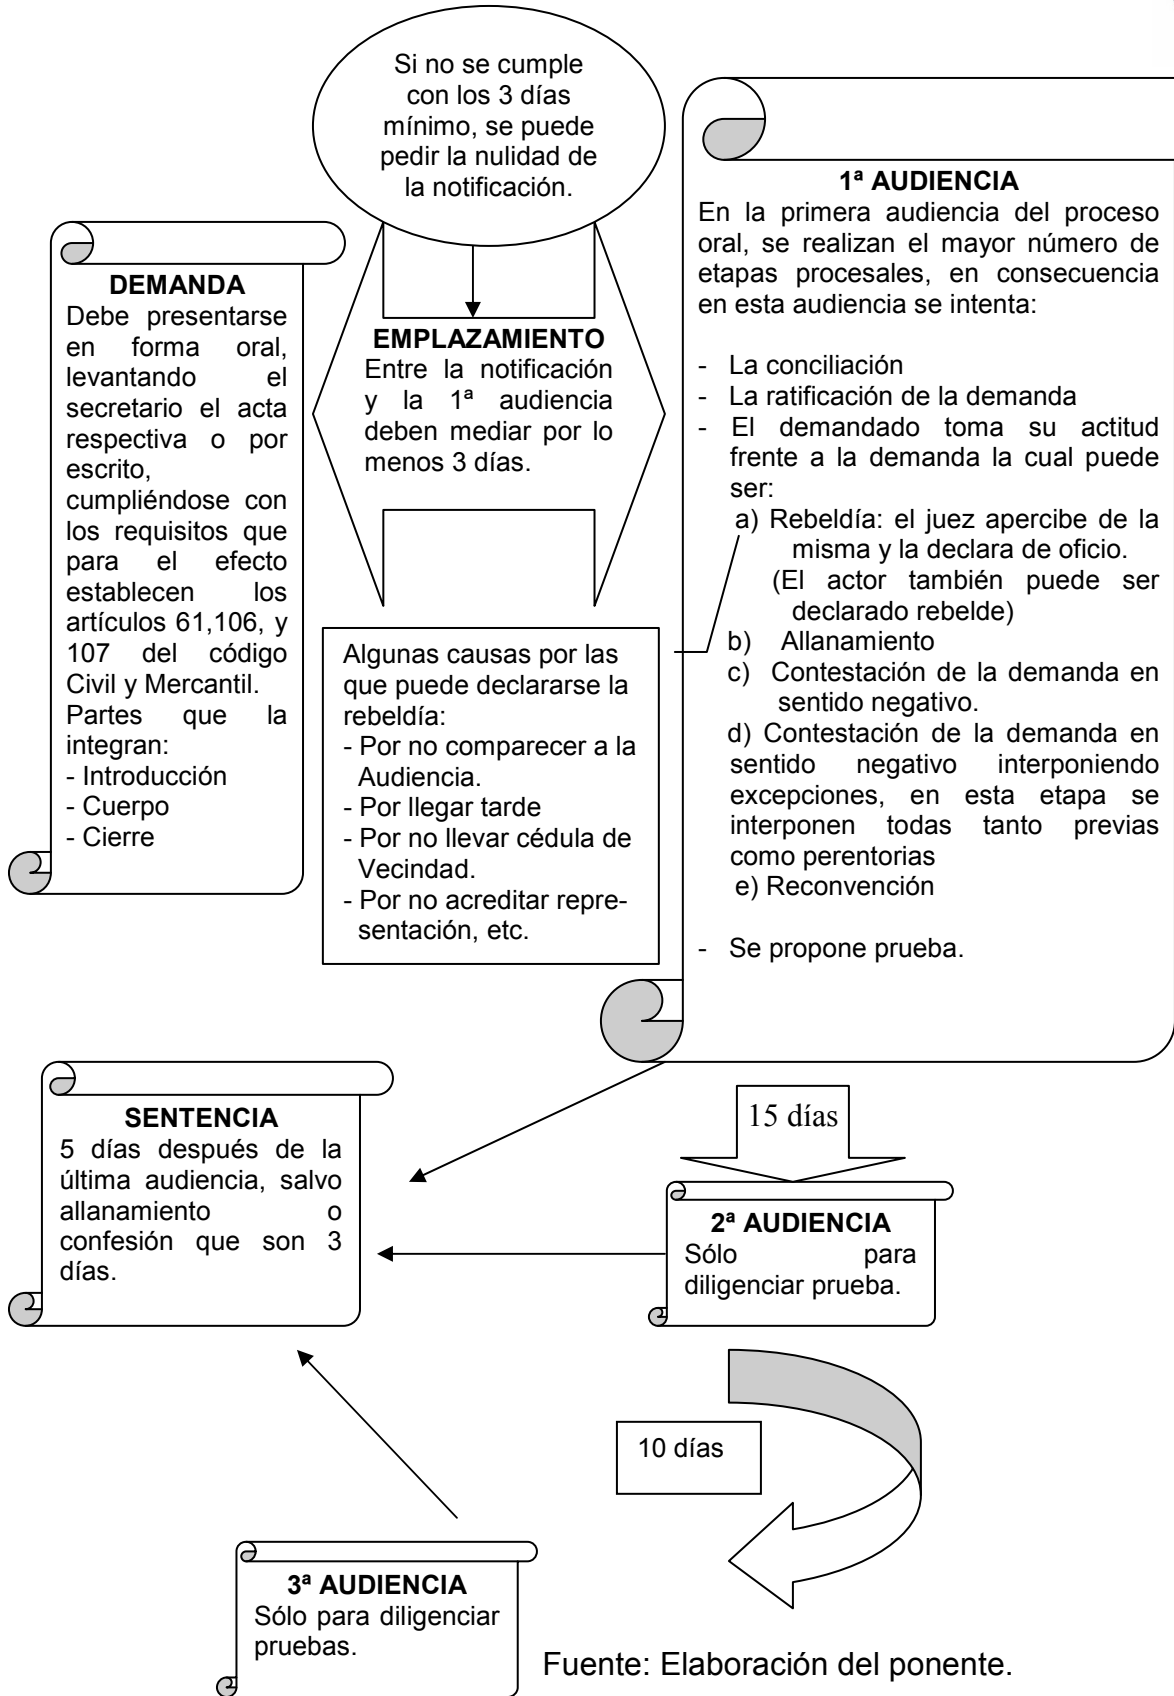 Si no se cumple
con los 3 días
mínimo, se puede
pedir la nulidad de
la notificación.
DEMANDA
Debe presentarse
en forma oral,
levantando el
secretario el acta
respectiva o por
escrito,
cumpliéndose con
los requisitos que
para el efecto
establecen los
artículos 61,106, y
107 del código
Civil y Mercantil.
Partes que la
integran:
- Introducción
- Cuerpo
- Cierre
EMPLAZAMIENTO
Entre la notificación
y la 1ª audiencia
deben mediar por lo
menos 3 días.
Algunas causas por las
que puede declararse la
rebeldía:
- Por no comparecer a la
Audiencia.
- Por llegar tarde
- Por no llevar cédula de
Vecindad.
- Por no acreditar repre-
sentación, etc.
1ª AUDIENCIA
En la primera audiencia del proceso
oral, se realizan el mayor número de
etapas procesales, en consecuencia
en esta audiencia se intenta:
- La conciliación
- La ratificación de la demanda
- El demandado toma su actitud
frente a la demanda la cual puede
ser:
a) Rebeldía: el juez apercibe de la
misma y la declara de oficio.
(El actor también puede ser
declarado rebelde)
b) Allanamiento
c) Contestación de la demanda en
sentido negativo.
d) Contestación de la demanda en
sentido negativo interponiendo
excepciones, en esta etapa se
interponen todas tanto previas
como perentorias
e) Reconvención
- Se propone prueba.
15 días
SENTENCIA
5 días después de la
última audiencia, salvo
allanamiento o
confesión que son 3
días.
2ª AUDIENCIA
Sólo para
diligenciar prueba.
10 días
3ª AUDIENCIA
Sólo para diligenciar
pruebas.
Fuente: Elaboración del ponente.